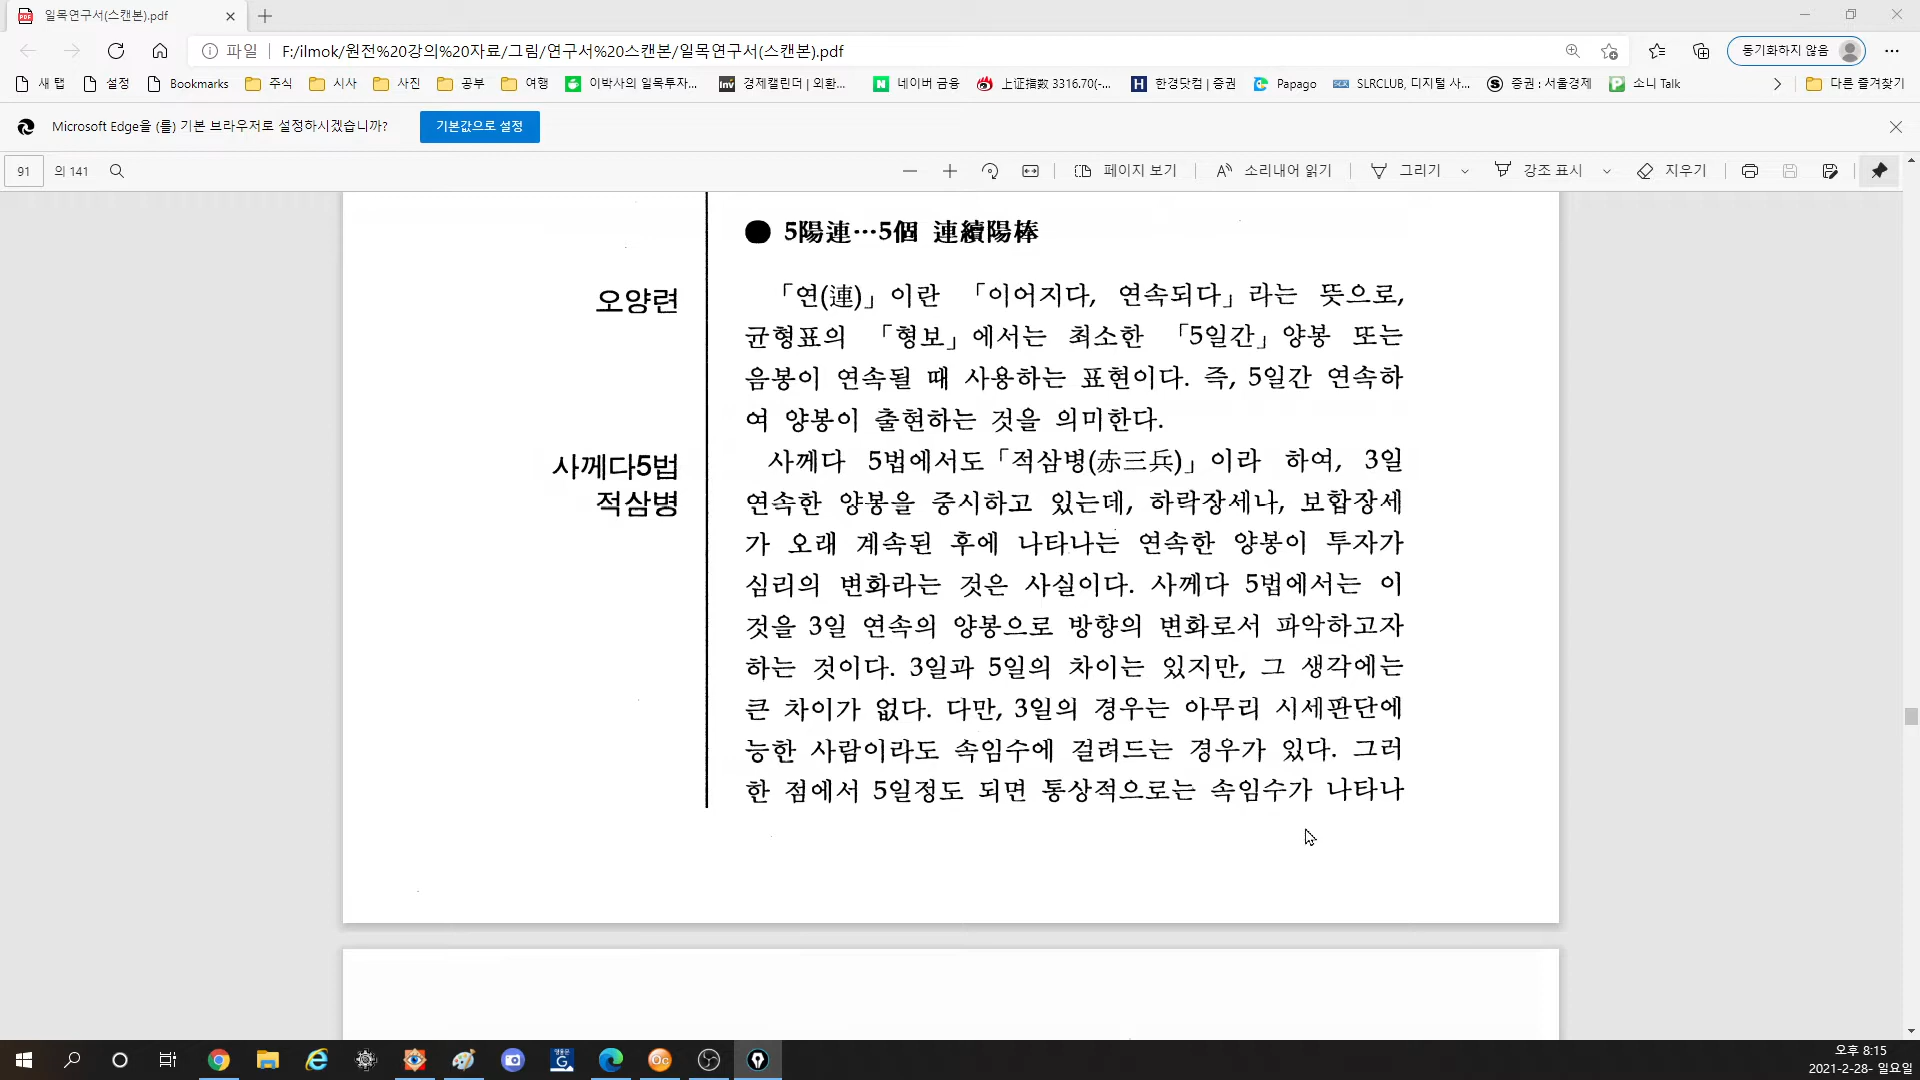 일목연구서(스캔본).pdf
파일
F:/ilmok/원전%20강의%20자료/그림/연구서%20스캔본/일목연구서(스캔본).pdf
동기화하지 않음
새 탭
설정
Bookmarks
주식
시사
사진
공부
여행
이박사의 일목투자...
경제캘린더 | 외환...
네이버 금융
上证指数 3316.70(-...
한경닷컴 | 증권
Papago
SLRCLUB, 디지털 사...
증권 : 서울경제
소니 Talk
다른 즐겨찾기
Microsoft Edge을 (를) 기본 브라우저로 설정하시겠습니까?
기본값으로 설정
91
의 141
페이지 보기
소리내어 읽기
그리기
강조 표시
지우기
● 5陽連…5個 連續陽棒
오양련
「연(連)」이란 「이어지다, 연속되다」라는 뜻으로,
균형표의 「형보」에서는 최소한 「5일간」양봉 또는
음봉이 연속될 때 사용하는 표현이다. 즉, 5일간 연속하
여 양봉이 출현하는 것을 의미한다.
사께다5법
적삼병
사께다 5법에서도「적삼병(赤三兵)」이라 하여, 3일
연속한 양봉을 중시하고 있는데, 하락장세나, 보합장세
가 오래 계속된 후에 나타나는 연속한 양봉이 투자가
심리의 변화라는 것은 사실이다. 사께다 5법에서는 이
것을 3일 연속의 양봉으로 방향의 변화로서 파악하고자
하는 것이다. 3일과 5일의 차이는 있지만, 그 생각에는
큰 차이가 없다. 다만, 3일의 경우는 아무리 시세판단에
능한 사람이라도 속임수에 걸려드는 경우가 있다. 그러
한 점에서 5일정도 되면 통상적으로는 속임수가 나타나
오후 8:15
2021-2-28- 일요일